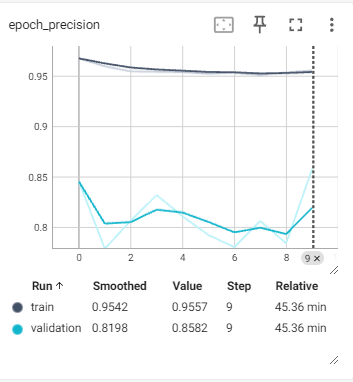 epoch_precision
0.95
0.9
0.85
0.8
0 2 4 6 8 9 ×
Run ↑ Smoothed Value Step Relative
train 0.9542 0.9557 9 45.36 min
validation 0.8198 0.8582 9 45.36 min